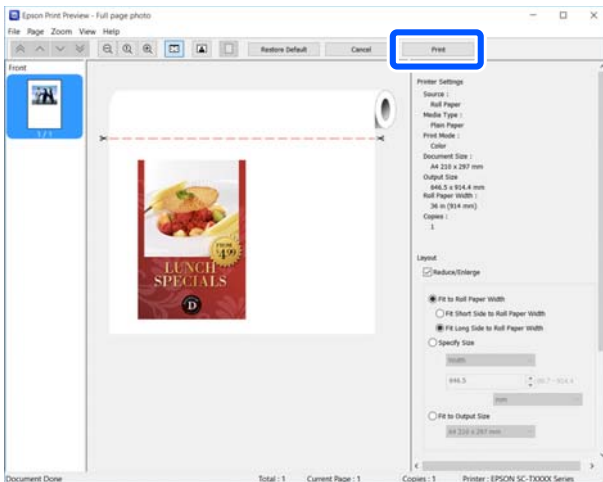 Epson Print Preview - Full page photo
File Page Zoom View Help
Restore Default Cancel Print
Front
1 / 1
FROM
$4.99
LUNCH
SPECIALS
D
Printer Settings
Source :
Roll Paper
Media Type :
Plain Paper
Print Mode :
Color
Document Size :
A4 210 x 297 mm
Output Size
646.5 x 914.4 mm
Roll Paper Width :
36 in (914 mm)
Copies :
1
Layout
Reduce/Enlarge
Fit to Roll Paper Width
Fit Short Side to Roll Paper Width
Fit Long Side to Roll Paper Width
Specify Size
Width
646.5
mm
Fit to Output Size
A4 210 x 297 mm
Document Done Total : 1 Current Page : 1 Copies : 1 Printer : EPSON SC-TXXXX Series